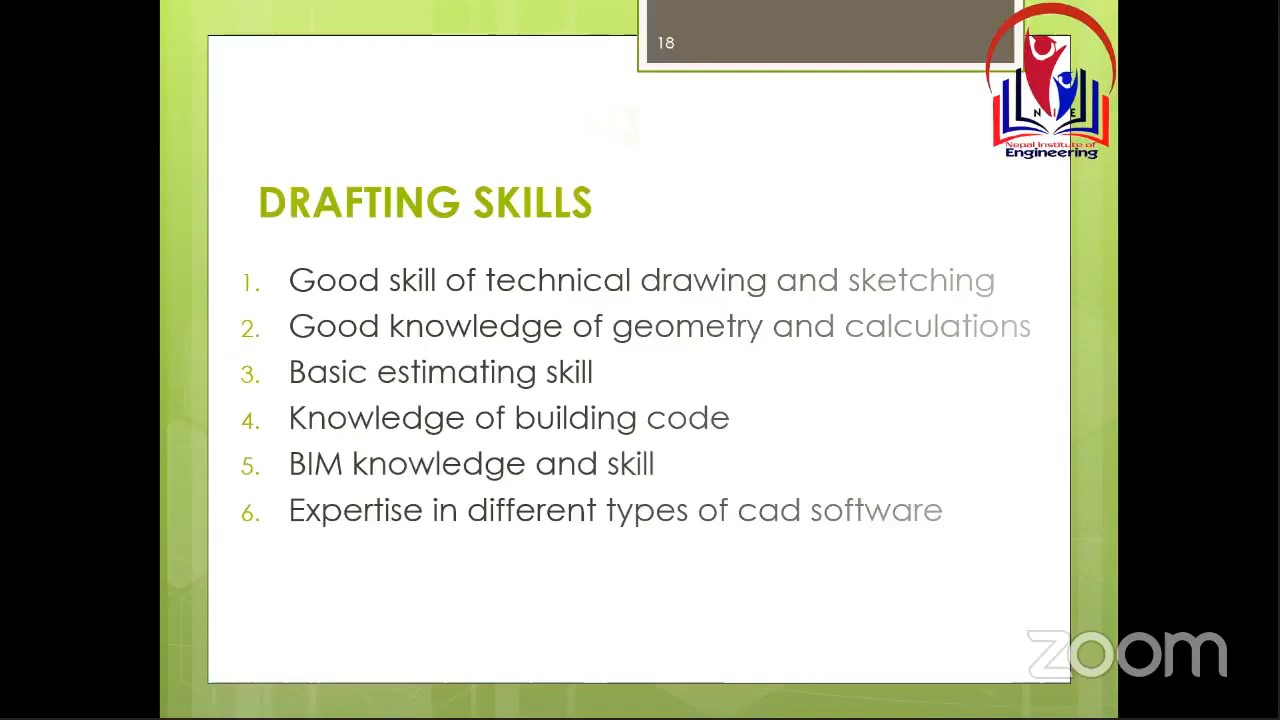 18
N I E
Nepal Institute of
Engineering
DRAFTING SKILLS
1. Good skill of technical drawing and sketching
2. Good knowledge of geometry and calculations
3. Basic estimating skill
4. Knowledge of building code
5. BIM knowledge and skill
6. Expertise in different types of cad software
zoom